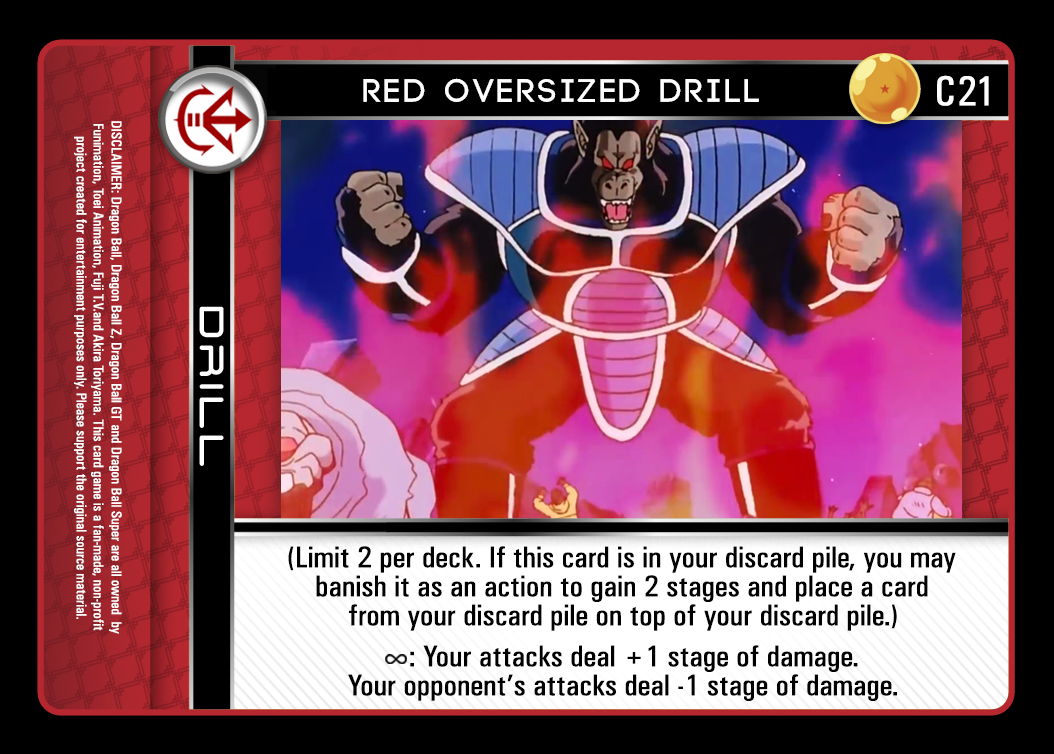 RED OVERSIZED DRILL
C21
DRILL
(Limit 2 per deck. If this card is in your discard pile, you may
banish it as an action to gain 2 stages and place a card
from your discard pile on top of your discard pile.)
∞: Your attacks deal +1 stage of damage.
Your opponent's attacks deal -1 stage of damage.
DISCLAIMER: Dragon Ball, Dragon Ball Z, Dragon Ball GT and Dragon Ball Super are all owned by
Funimation, Toei Animation, Fuji T.V.and Akira Toriyama. This card game is a fan-made, non-profit
project created for entertainment purposes only. Please support the original source material.